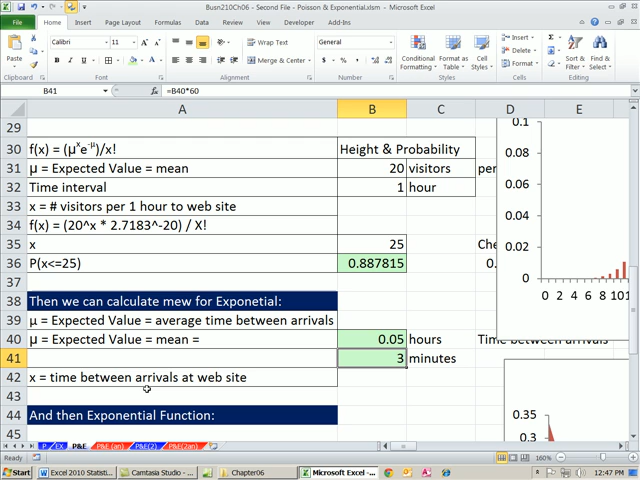 Busn210Ch06 - Second File - Poisson & Exponential.xlsm - Microsoft Excel
File Home Insert Page Layout Formulas Data Review View Developer Add-Ins
Paste Calibri 11 Wrap Text General Conditional Formatting Format as Table Cell Styles Insert Delete Format Sort & Filter Find & Select
B I U Merge & Center $ % ,
Clipboard Font Alignment Number Styles Cells Editing
B41 fx =B40*60
A B C D E
29 0.1
30 f(x) = (μˣe⁻ᵘ)/x! Height & Probability
31 μ = Expected Value = mean 20 visitors per 0.08
32 Time interval 1 hour
33 x = # visitors per 1 hour to web site 0.06
34 f(x) = (20^x * 2.7183^-20) / X! 0.04
35 x 25 Che 0.02
36 P(x<=25) 0.887815 0. 0
37 0 2 4 6 8 10 1
38 Then we can calculate mew for Exponetial:
39 μ = Expected Value = average time between arrivals
40 μ = Expected Value = mean = 0.05 hours Time between arrivals
41 3 minutes
42 x = time between arrivals at web site
43
44 And then Exponential Function: 0.35
45 0.3
P_EX P&E P&E (an) P&E(2) P&E(2an)
Ready 160%
Start Excel 2010 Statisti... Camtasia Studio - ... Chapter06 Microsoft Excel - ... 12:47 PM